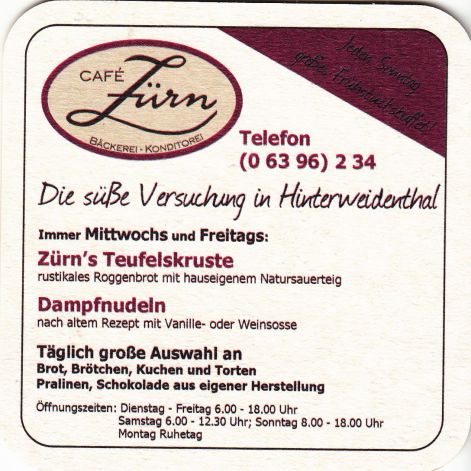 Jeden Sonntag
großes Frühstücksbuffet!
CAFÉ
Zürn
BÄCKEREI · KONDITOREI
Telefon
(0 63 96) 2 34
Die süße Versuchung in Hinterweidenthal
Immer Mittwochs und Freitags:
Zürn's Teufelskruste
rustikales Roggenbrot mit hauseigenem Natursauerteig
Dampfnudeln
nach altem Rezept mit Vanille- oder Weinsosse
Täglich große Auswahl an
Brot, Brötchen, Kuchen und Torten
Pralinen, Schokolade aus eigener Herstellung
Öffnungszeiten: Dienstag - Freitag 6.00 - 18.00 Uhr
Samstag 6.00 - 12.30 Uhr; Sonntag 8.00 - 18.00 Uhr
Montag Ruhetag